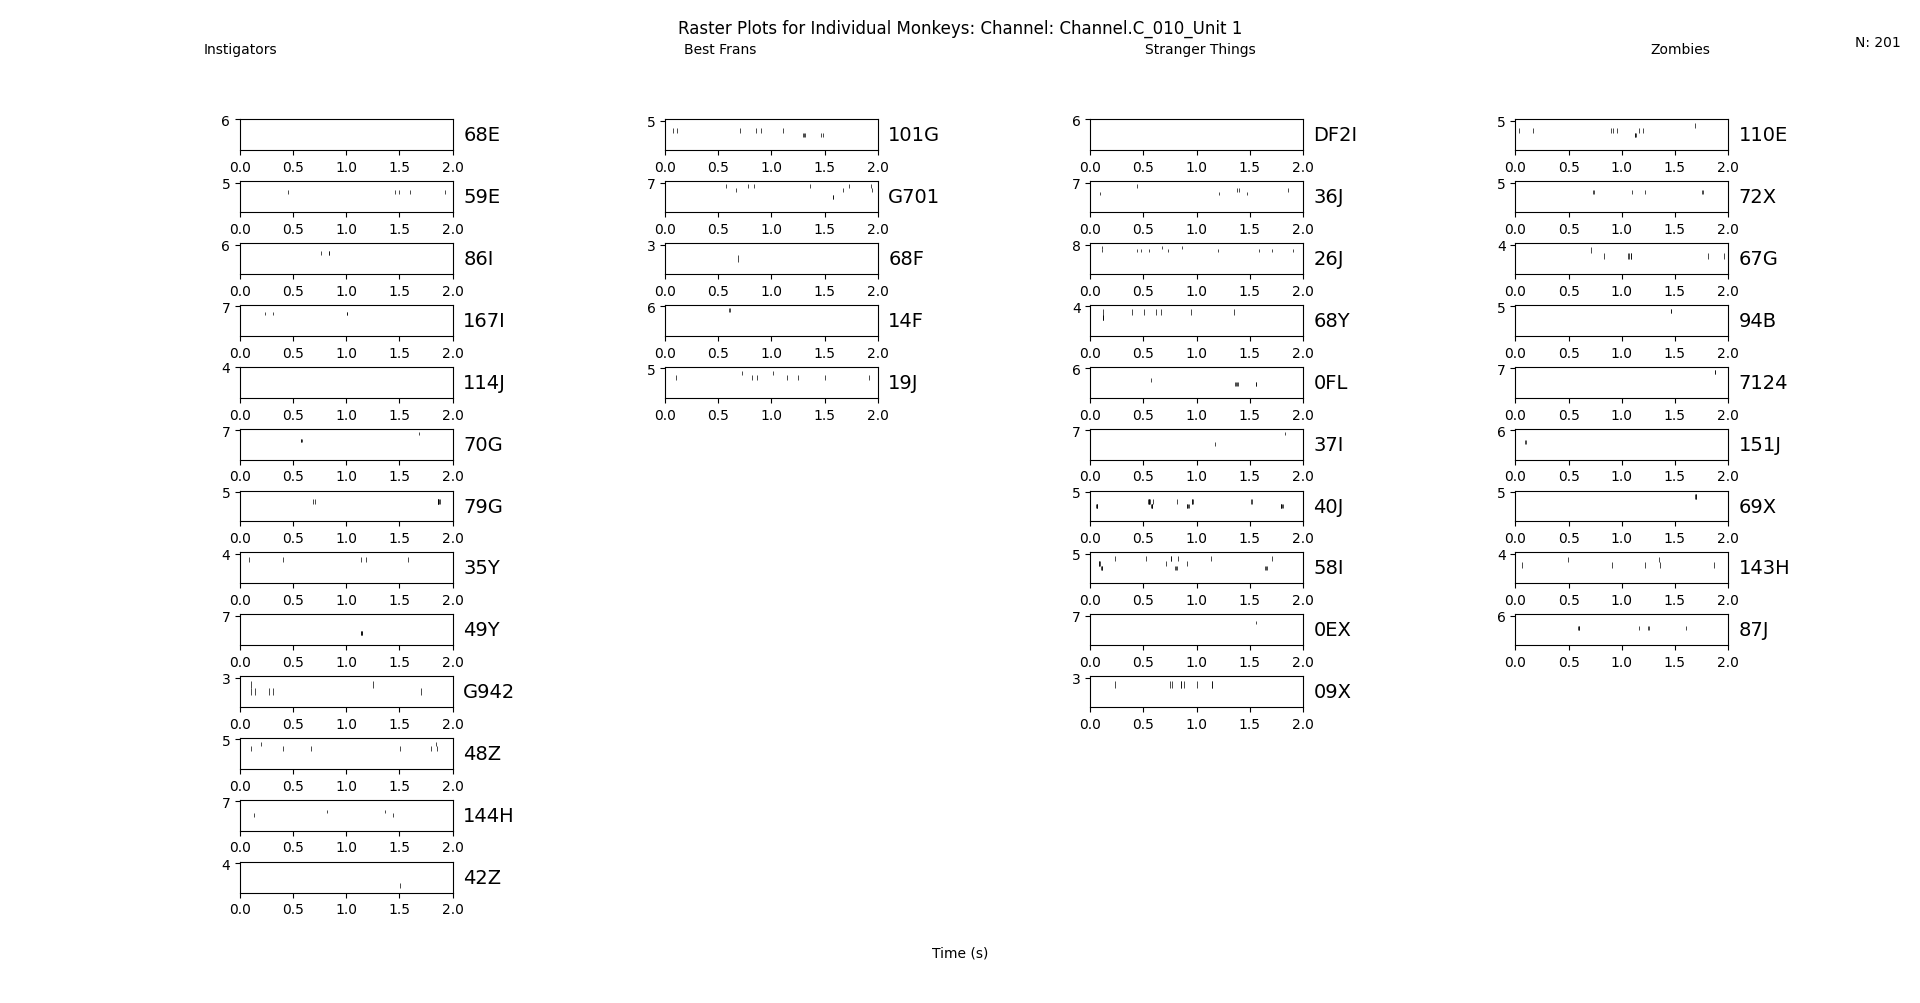 Raster Plots for Individual Monkeys: Channel: Channel.C_010_Unit 1
Instigators Best Frans Stranger Things Zombies N: 201
6 68E 5 101G 6 DF2I 5 110E
0.0 0.5 1.0 1.5 2.0 0.0 0.5 1.0 1.5 2.0 0.0 0.5 1.0 1.5 2.0 0.0 0.5 1.0 1.5 2.0
5 59E 7 G701 7 36J 5 72X
0.0 0.5 1.0 1.5 2.0 0.0 0.5 1.0 1.5 2.0 0.0 0.5 1.0 1.5 2.0 0.0 0.5 1.0 1.5 2.0
6 86I 3 68F 8 26J 4 67G
0.0 0.5 1.0 1.5 2.0 0.0 0.5 1.0 1.5 2.0 0.0 0.5 1.0 1.5 2.0 0.0 0.5 1.0 1.5 2.0
7 167I 6 14F 4 68Y 5 94B
0.0 0.5 1.0 1.5 2.0 0.0 0.5 1.0 1.5 2.0 0.0 0.5 1.0 1.5 2.0 0.0 0.5 1.0 1.5 2.0
4 114J 5 19J 6 0FL 7 7124
0.0 0.5 1.0 1.5 2.0 0.0 0.5 1.0 1.5 2.0 0.0 0.5 1.0 1.5 2.0 0.0 0.5 1.0 1.5 2.0
7 70G 7 37I 6 151J
0.0 0.5 1.0 1.5 2.0 0.0 0.5 1.0 1.5 2.0 0.0 0.5 1.0 1.5 2.0
5 79G 5 40J 5 69X
0.0 0.5 1.0 1.5 2.0 0.0 0.5 1.0 1.5 2.0 0.0 0.5 1.0 1.5 2.0
4 35Y 5 58I 4 143H
0.0 0.5 1.0 1.5 2.0 0.0 0.5 1.0 1.5 2.0 0.0 0.5 1.0 1.5 2.0
7 49Y 7 0EX 6 87J
0.0 0.5 1.0 1.5 2.0 0.0 0.5 1.0 1.5 2.0 0.0 0.5 1.0 1.5 2.0
3 G942 3 09X
0.0 0.5 1.0 1.5 2.0 0.0 0.5 1.0 1.5 2.0
5 48Z
0.0 0.5 1.0 1.5 2.0
7 144H
0.0 0.5 1.0 1.5 2.0
4 42Z
0.0 0.5 1.0 1.5 2.0
Time (s)